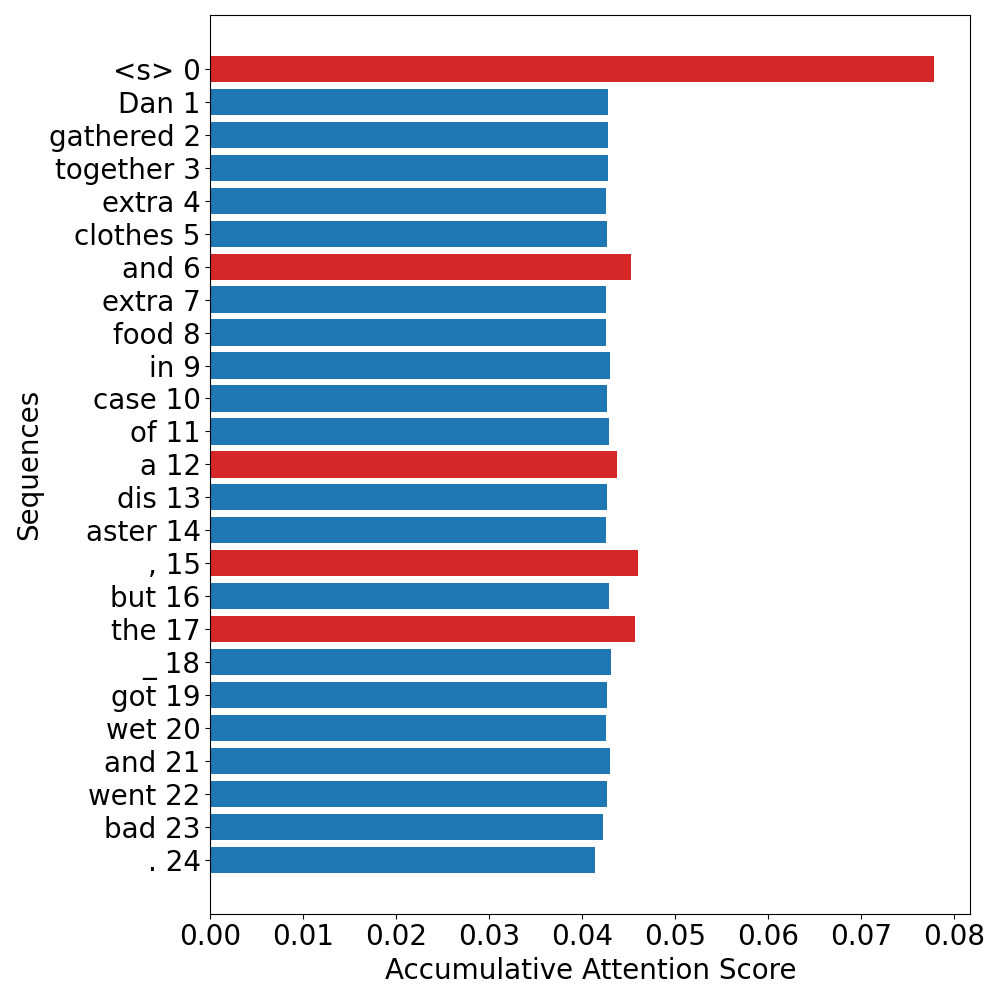 <s> 0
Dan 1
gathered 2
together 3
extra 4
clothes 5
and 6
extra 7
food 8
in 9
case 10
of 11
a 12
dis 13
aster 14
, 15
but 16
the 17
_ 18
got 19
wet 20
and 21
went 22
bad 23
. 24
Sequences
0.00 0.01 0.02 0.03 0.04 0.05 0.06 0.07 0.08
Accumulative Attention Score